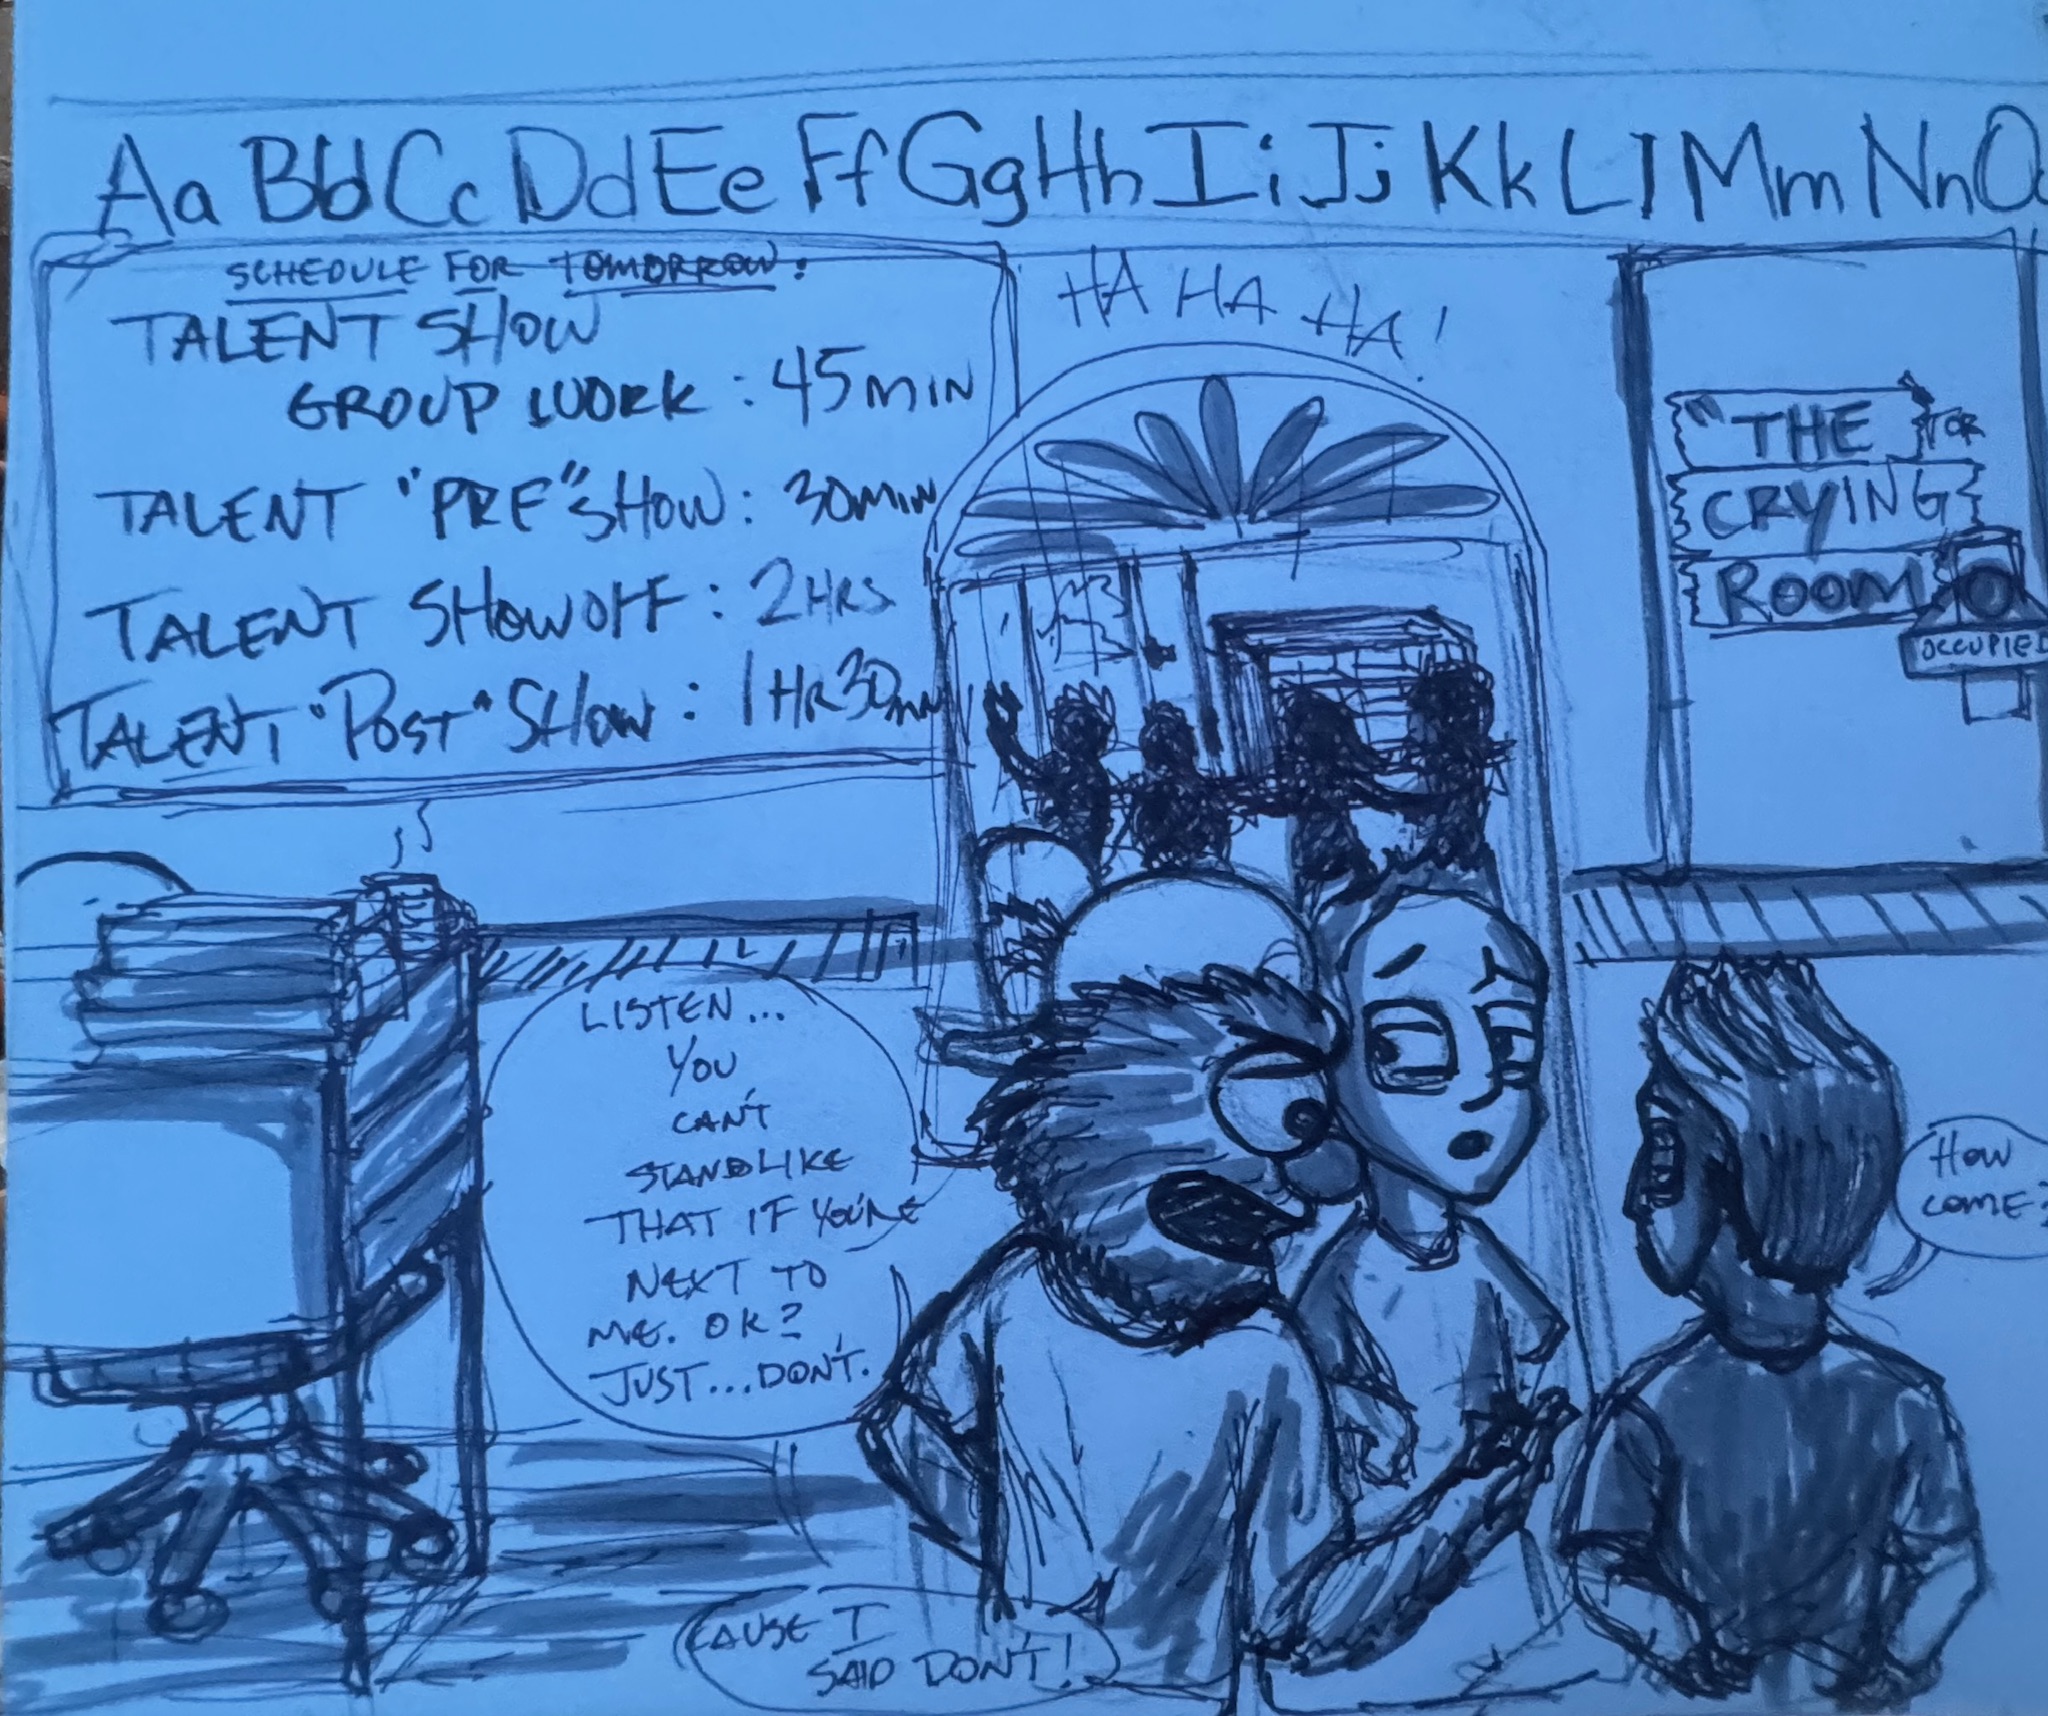 Aa Bb Cc Dd Ee Ff Gg Hh Ii Jj Kk Ll Mm Nn O
SCHEDULE FOR TOMORROW:
TALENT SHOW
GROUP WORK : 45 MIN
TALENT "PRE" SHOW : 30 MIN
TALENT SHOWOFF : 2 HRS
TALENT "POST" SHOW : 1 HR 30 MIN
HA HA HA!
"THE
CRYING
ROOM
OCCUPIED
LISTEN...
YOU
CAN'T
STAND LIKE
THAT IF YOU'RE
NEXT TO
ME. OK?
JUST...DON'T.
HOW
COME?
CAUSE I
SAID DON'T!